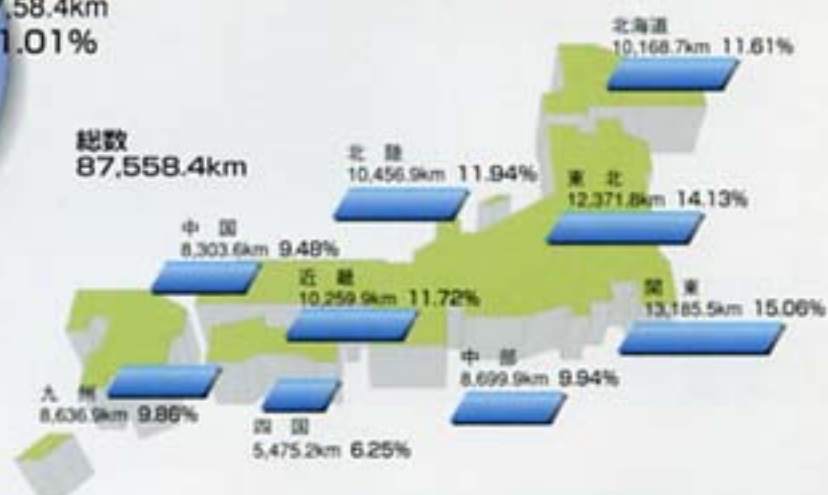 58.4km
1.01%
北海道
10,168.7km 11.61%
総数
87,558.4km
北 陸
10,456.9km 11.94%
東 北
12,371.8km 14.13%
中 国
8,303.6km 9.48%
近 畿
10,259.9km 11.72%
関 東
13,185.5km 15.06%
中 部
8,699.9km 9.94%
九 州
8,636.9km 9.86%
四 国
5,475.2km 6.25%